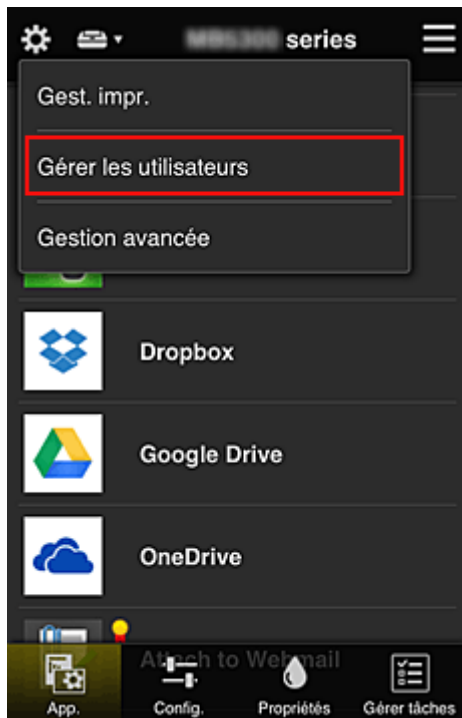 series
Gest. impr.
Gérer les utilisateurs
Gestion avancée
Dropbox
Google Drive
OneDrive
Attach to Webmail
App.
Config.
Propriétés
Gérer tâches